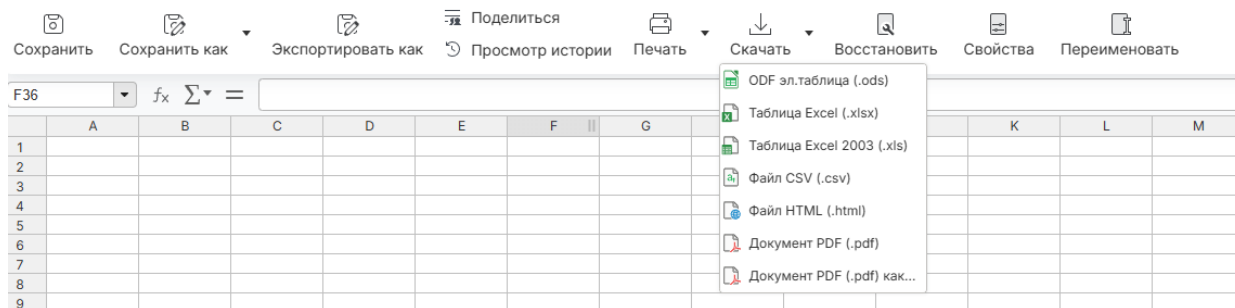 Сохранить
Сохранить как
Экспортировать как
Поделиться
Просмотр истории
Печать
Скачать
Восстановить
Свойства
Переименовать
F36
fx Σ =
A B C D E F G K L M
1
2
3
4
5
6
7
8
9
ODF эл.таблица (.ods)
Таблица Excel (.xlsx)
Таблица Excel 2003 (.xls)
Файл CSV (.csv)
Файл HTML (.html)
Документ PDF (.pdf)
Документ PDF (.pdf) как...